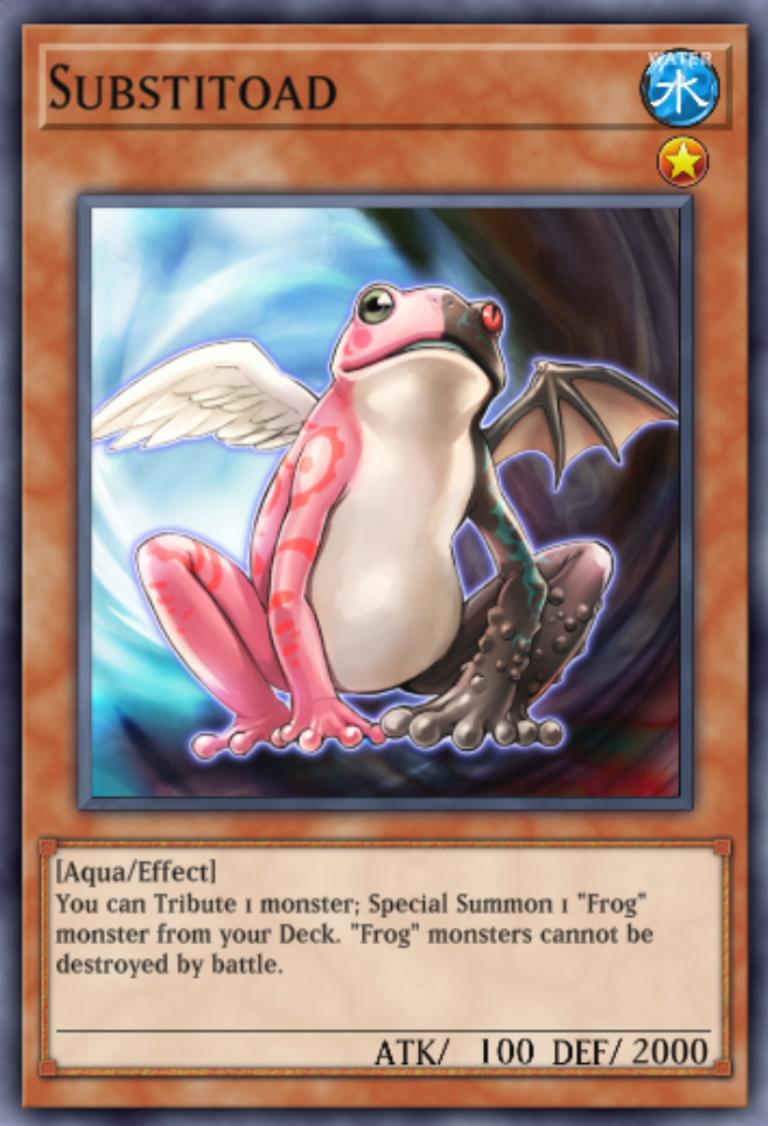 Substitoad
WATER
水
[Aqua/Effect]
You can Tribute 1 monster; Special Summon 1 "Frog"
monster from your Deck. "Frog" monsters cannot be
destroyed by battle.
ATK/ 100 DEF/ 2000